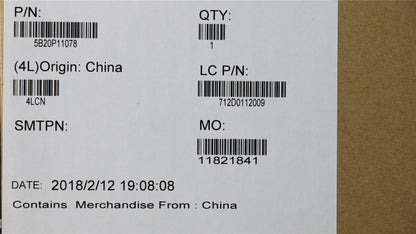 P/N:
QTY:
5B20P11078
1
(4L)Origin: China
LC P/N:
4LCN
712D0112009
SMTPN:
MO:
11821841
DATE: 2018/2/12 19:08:08
Contains Merchandise From : China